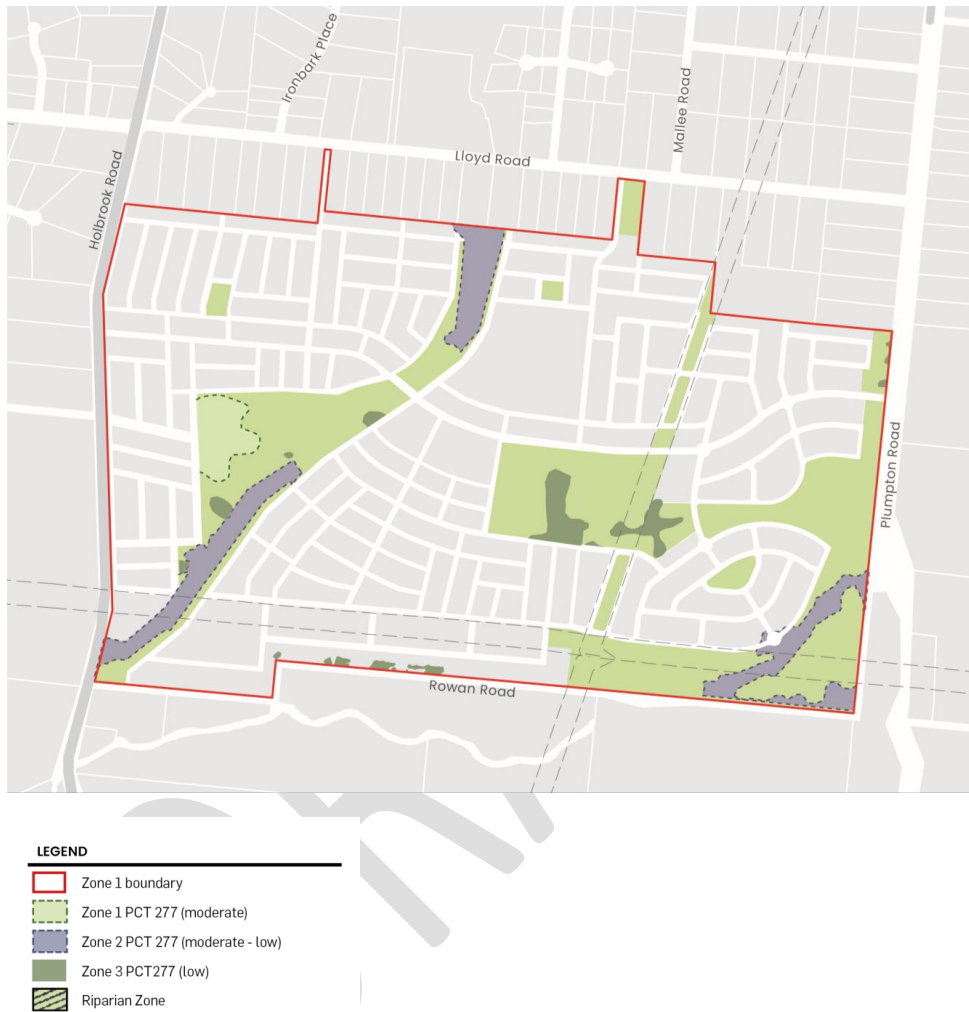 Ironbark Place
Mallee Road
Lloyd Road
Holbrook Road
Plumpton Road
Rowan Road
LEGEND
Zone 1 boundary
Zone 1 PCT 277 (moderate)
Zone 2 PCT 277 (moderate - low)
Zone 3 PCT277 (low)
Riparian Zone